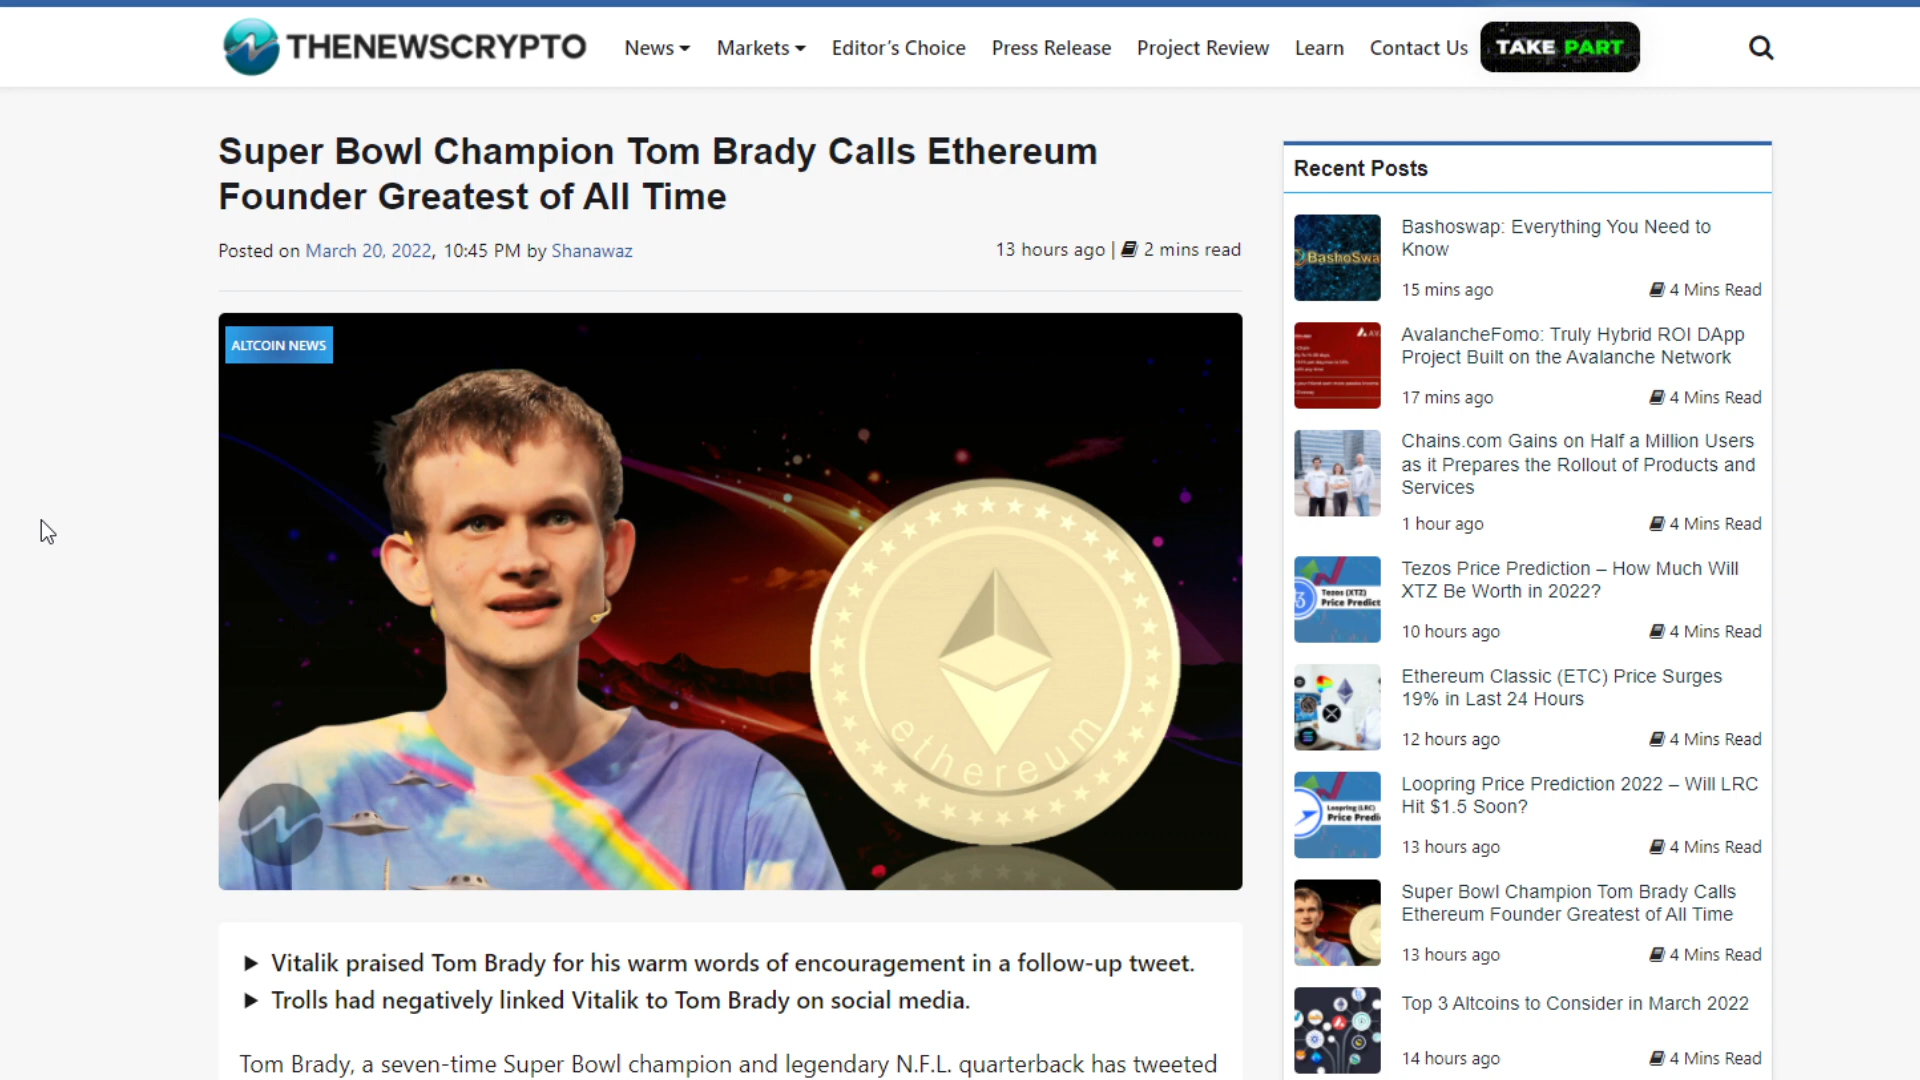 THENEWSCRYPTO
News
Markets
Editor's Choice
Press Release
Project Review
Learn
Contact Us
TAKE PART
Super Bowl Champion Tom Brady Calls Ethereum
Founder Greatest of All Time
Posted on March 20, 2022, 10:45 PM by Shanawaz
13 hours ago | 2 mins read
ALTCOIN NEWS
ethereum
▶ Vitalik praised Tom Brady for his warm words of encouragement in a follow-up tweet.
▶ Trolls had negatively linked Vitalik to Tom Brady on social media.
Tom Brady, a seven-time Super Bowl champion and legendary N.F.L. quarterback has tweeted
Recent Posts
BashoSwa
Bashoswap: Everything You Need to
Know
15 mins ago
4 Mins Read
AvalancheFomo: Truly Hybrid ROI DApp
Project Built on the Avalanche Network
17 mins ago
4 Mins Read
Chains.com Gains on Half a Million Users
as it Prepares the Rollout of Products and
Services
1 hour ago
4 Mins Read
Tezos (XTZ)
Price Predict
Tezos Price Prediction – How Much Will
XTZ Be Worth in 2022?
10 hours ago
4 Mins Read
Ethereum Classic (ETC) Price Surges
19% in Last 24 Hours
12 hours ago
4 Mins Read
Loopring (LRC)
Price Predi
Loopring Price Prediction 2022 – Will LRC
Hit $1.5 Soon?
13 hours ago
4 Mins Read
Super Bowl Champion Tom Brady Calls
Ethereum Founder Greatest of All Time
13 hours ago
4 Mins Read
Top 3 Altcoins to Consider in March 2022
14 hours ago
4 Mins Read